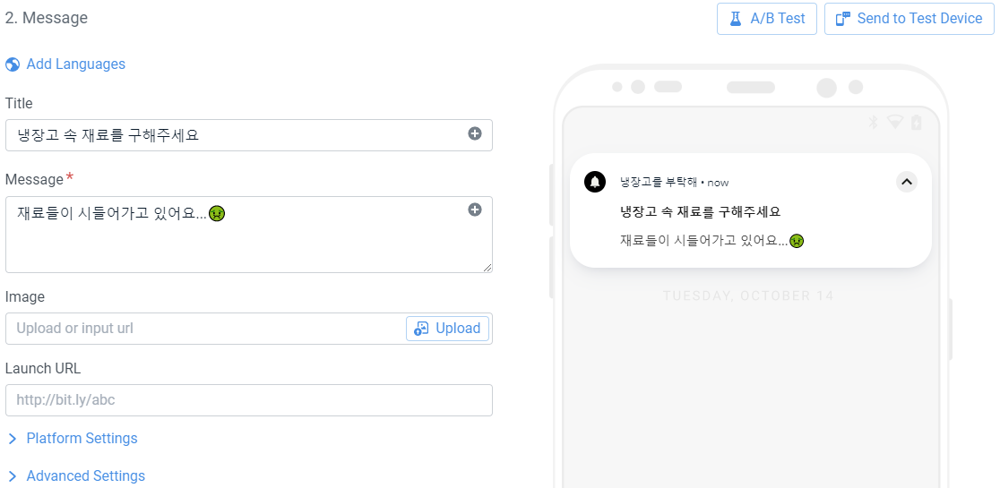 2. Message
A/B Test
Send to Test Device
Add Languages
Title
냉장고 속 재료를 구해주세요
Message*
재료들이 시들어가고 있어요...🤢
Image
Upload or input url
Upload
Launch URL
http://bit.ly/abc
Platform Settings
Advanced Settings
냉장고를 부탁해 • now
냉장고 속 재료를 구해주세요
재료들이 시들어가고 있어요...🤢
TUESDAY, OCTOBER 14